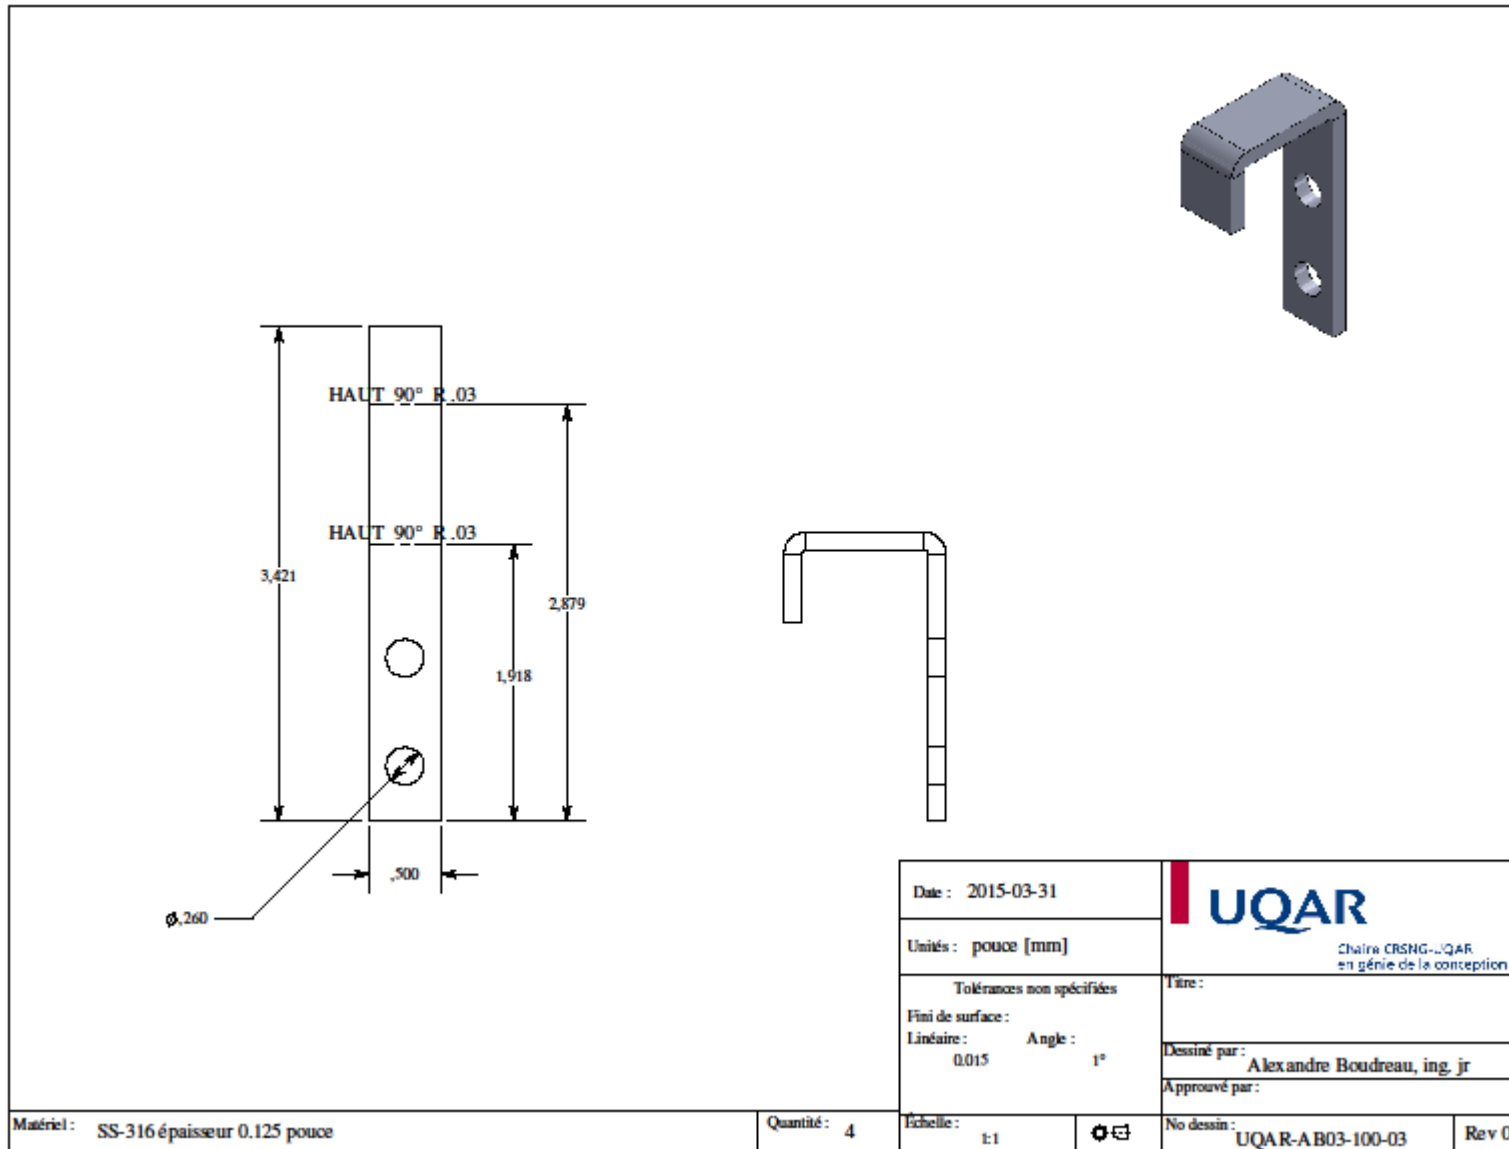 HAUT 90° R .03
HAUT 90° R .03
3,421
2,879
1,918
,500
Ø,260
Date : 2015-03-31
Unités : pouce [mm]
Tolérances non spécifiées
Fini de surface :
Linéaire : Angle :
0.015 1°
UQAR
Chaire CRSNG-UQAR
en génie de la conception
Titre :
Dessiné par : Alexandre Boudreau, ing. jr
Approuvé par :
Matériel : SS-316 épaisseur 0.125 pouce
Quantité : 4
Échelle : 1:1
No dessin : UQAR-AB03-100-03
Rev 0